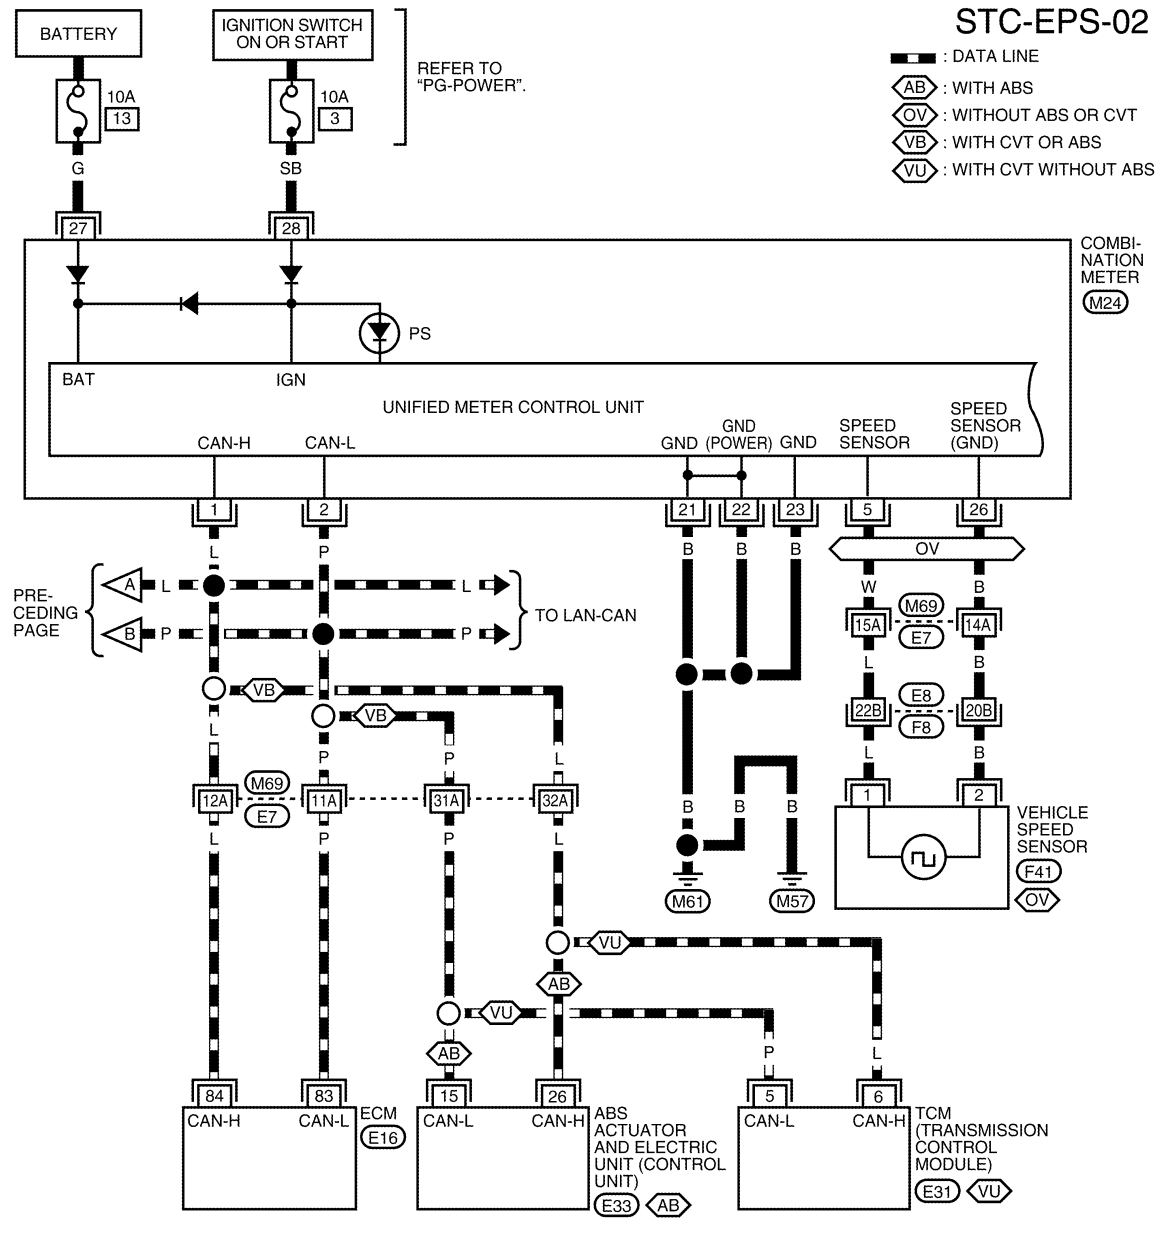 BATTERY
IGNITION SWITCH
ON OR START
STC-EPS-02
REFER TO
“PG-POWER”.
: DATA LINE
AB : WITH ABS
OV : WITHOUT ABS OR CVT
VB : WITH CVT OR ABS
VU : WITH CVT WITHOUT ABS
10A
13
10A
3
G
SB
27
28
COMBI-
NATION
METER
M24
PS
BAT
IGN
UNIFIED METER CONTROL UNIT
CAN-H
CAN-L
GND
GND
(POWER)
GND
SPEED
SENSOR
SPEED
SENSOR
(GND)
1
2
21
22
23
5
26
L
P
B
B
B
OV
PRE-
CEDING
PAGE
A
L
L
B
P
P
TO LAN-CAN
W
B
15A
M69
E7
14A
L
B
VB
VB
22B
E8
F8
20B
L
P
P
L
L
B
12A
M69
E7
11A
31A
32A
1
2
L
P
P
L
B
B
B
VEHICLE
SPEED
SENSOR
F41
OV
M61
M57
VU
AB
VU
AB
P
L
84
83
15
26
5
6
CAN-H
CAN-L
ECM
E16
CAN-L
CAN-H
ABS
ACTUATOR
AND ELECTRIC
UNIT (CONTROL
UNIT)
E33
AB
CAN-L
CAN-H
TCM
(TRANSMISSION
CONTROL
MODULE)
E31
VU